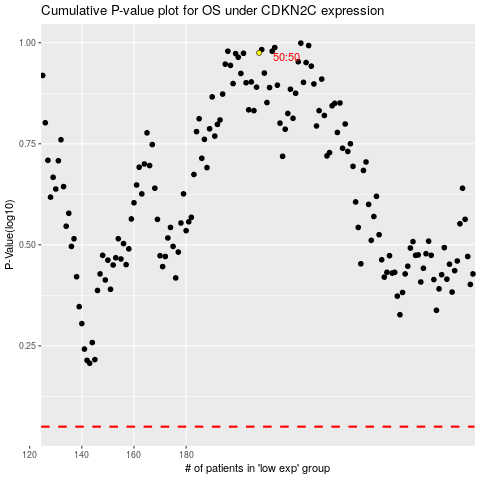 Cumulative P-value plot for OS under CDKN2C expression
1.00
50:50
0.75
P-Value(log10)
0.50
0.25
120 140 160 180
# of patients in 'low exp' group